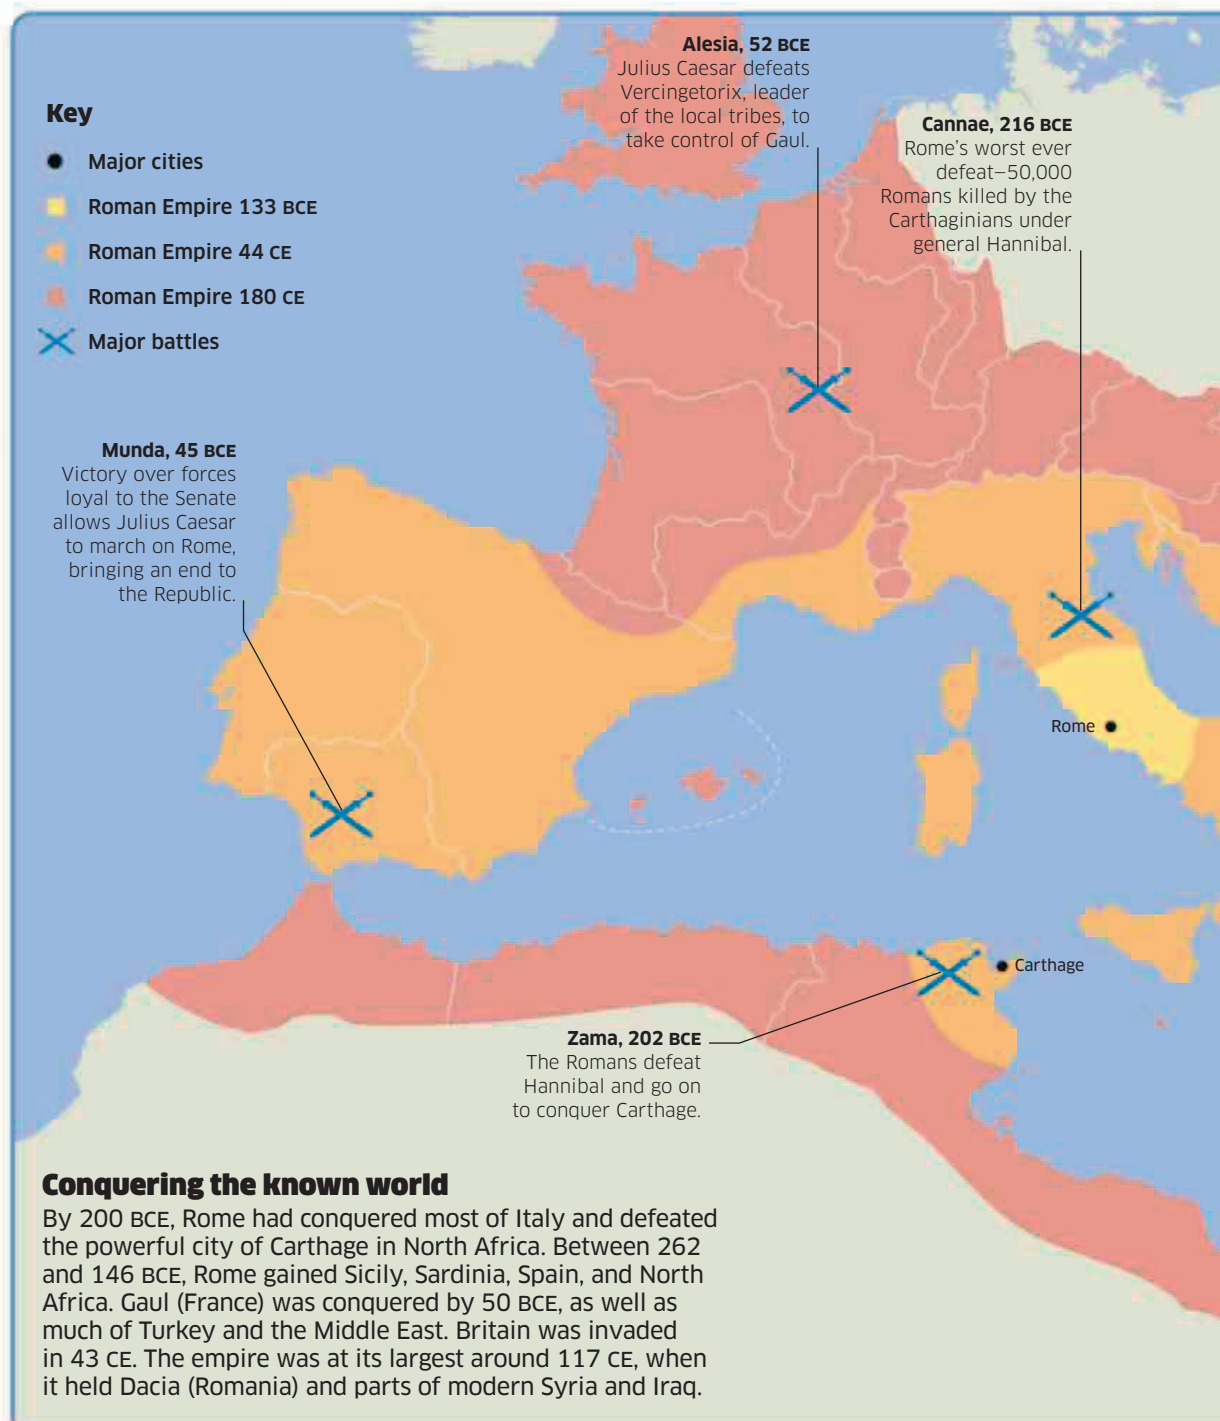 Key
Major cities
Roman Empire 133 BCE
Roman Empire 44 CE
Roman Empire 180 CE
Major battles
Alesia, 52 BCE
Julius Caesar defeats
Vercingetorix, leader
of the local tribes, to
take control of Gaul.
Cannae, 216 BCE
Rome's worst ever
defeat—50,000
Romans killed by the
Carthaginians under
general Hannibal.
Munda, 45 BCE
Victory over forces
loyal to the Senate
allows Julius Caesar
to march on Rome,
bringing an end to
the Republic.
Rome
Carthage
Zama, 202 BCE
The Romans defeat
Hannibal and go on
to conquer Carthage.
Conquering the known world
By 200 BCE, Rome had conquered most of Italy and defeated
the powerful city of Carthage in North Africa. Between 262
and 146 BCE, Rome gained Sicily, Sardinia, Spain, and North
Africa. Gaul (France) was conquered by 50 BCE, as well as
much of Turkey and the Middle East. Britain was invaded
in 43 CE. The empire was at its largest around 117 CE, when
it held Dacia (Romania) and parts of modern Syria and Iraq.